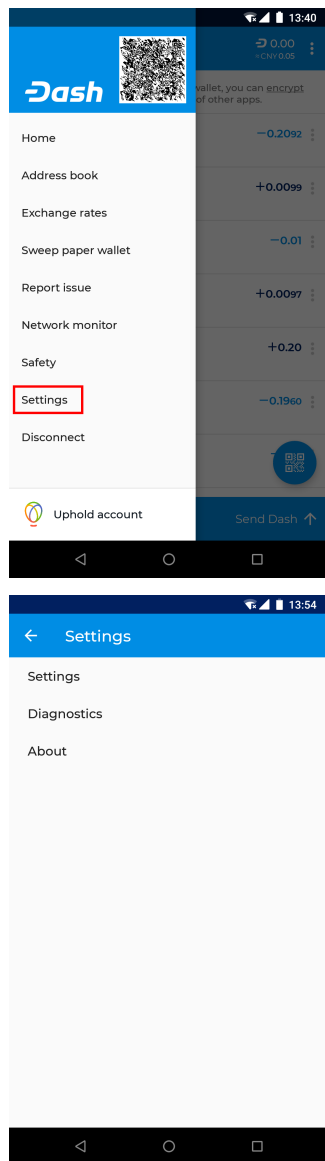 13:40
Dash
0.00
≈CNY 0.05
wallet, you can encrypt
of other apps.
Home
−0.2092
Address book
+0.0099
Exchange rates
Sweep paper wallet
−0.01
Report issue
+0.0097
Network monitor
+0.20
Safety
Settings
−0.1960
Disconnect
Uphold account
Send Dash
13:54
Settings
Settings
Diagnostics
About